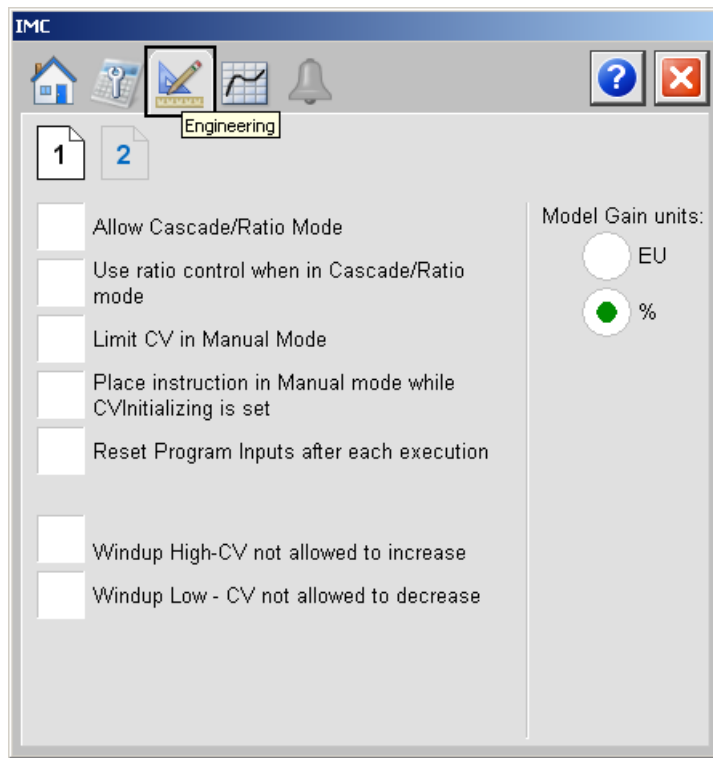 IMC
?
Engineering
1
2
Allow Cascade/Ratio Mode
Use ratio control when in Cascade/Ratio
mode
Limit CV in Manual Mode
Place instruction in Manual mode while
CVInitializing is set
Reset Program Inputs after each execution
Windup High-CV not allowed to increase
Windup Low - CV not allowed to decrease
Model Gain units:
EU
%